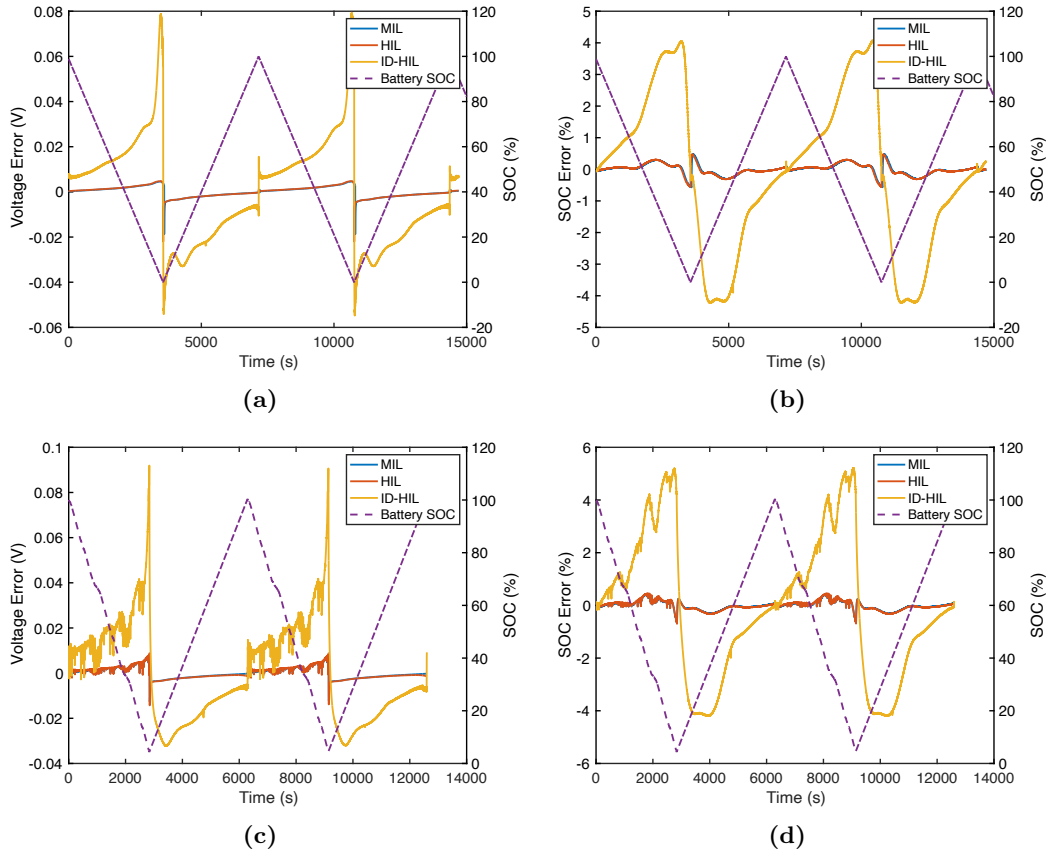 0.08
0.06
0.04
0.02
0
-0.02
-0.04
-0.06
Voltage Error (V)
120
100
80
60
40
20
0
-20
SOC (%)
MIL
HIL
ID-HIL
Battery SOC
0 5000 10000 15000
Time (s)
(a)
5
4
3
2
1
0
-1
-2
-3
-4
-5
SOC Error (%)
120
100
80
60
40
20
0
-20
SOC (%)
MIL
HIL
ID-HIL
Battery SOC
0 5000 10000 15000
Time (s)
(b)
0.1
0.08
0.06
0.04
0.02
0
-0.02
-0.04
Voltage Error (V)
120
100
80
60
40
20
0
SOC (%)
MIL
HIL
ID-HIL
Battery SOC
0 2000 4000 6000 8000 10000 12000 14000
Time (s)
(c)
6
4
2
0
-2
-4
-6
SOC Error (%)
120
100
80
60
40
20
0
SOC (%)
MIL
HIL
ID-HIL
Battery SOC
0 2000 4000 6000 8000 10000 12000 14000
Time (s)
(d)